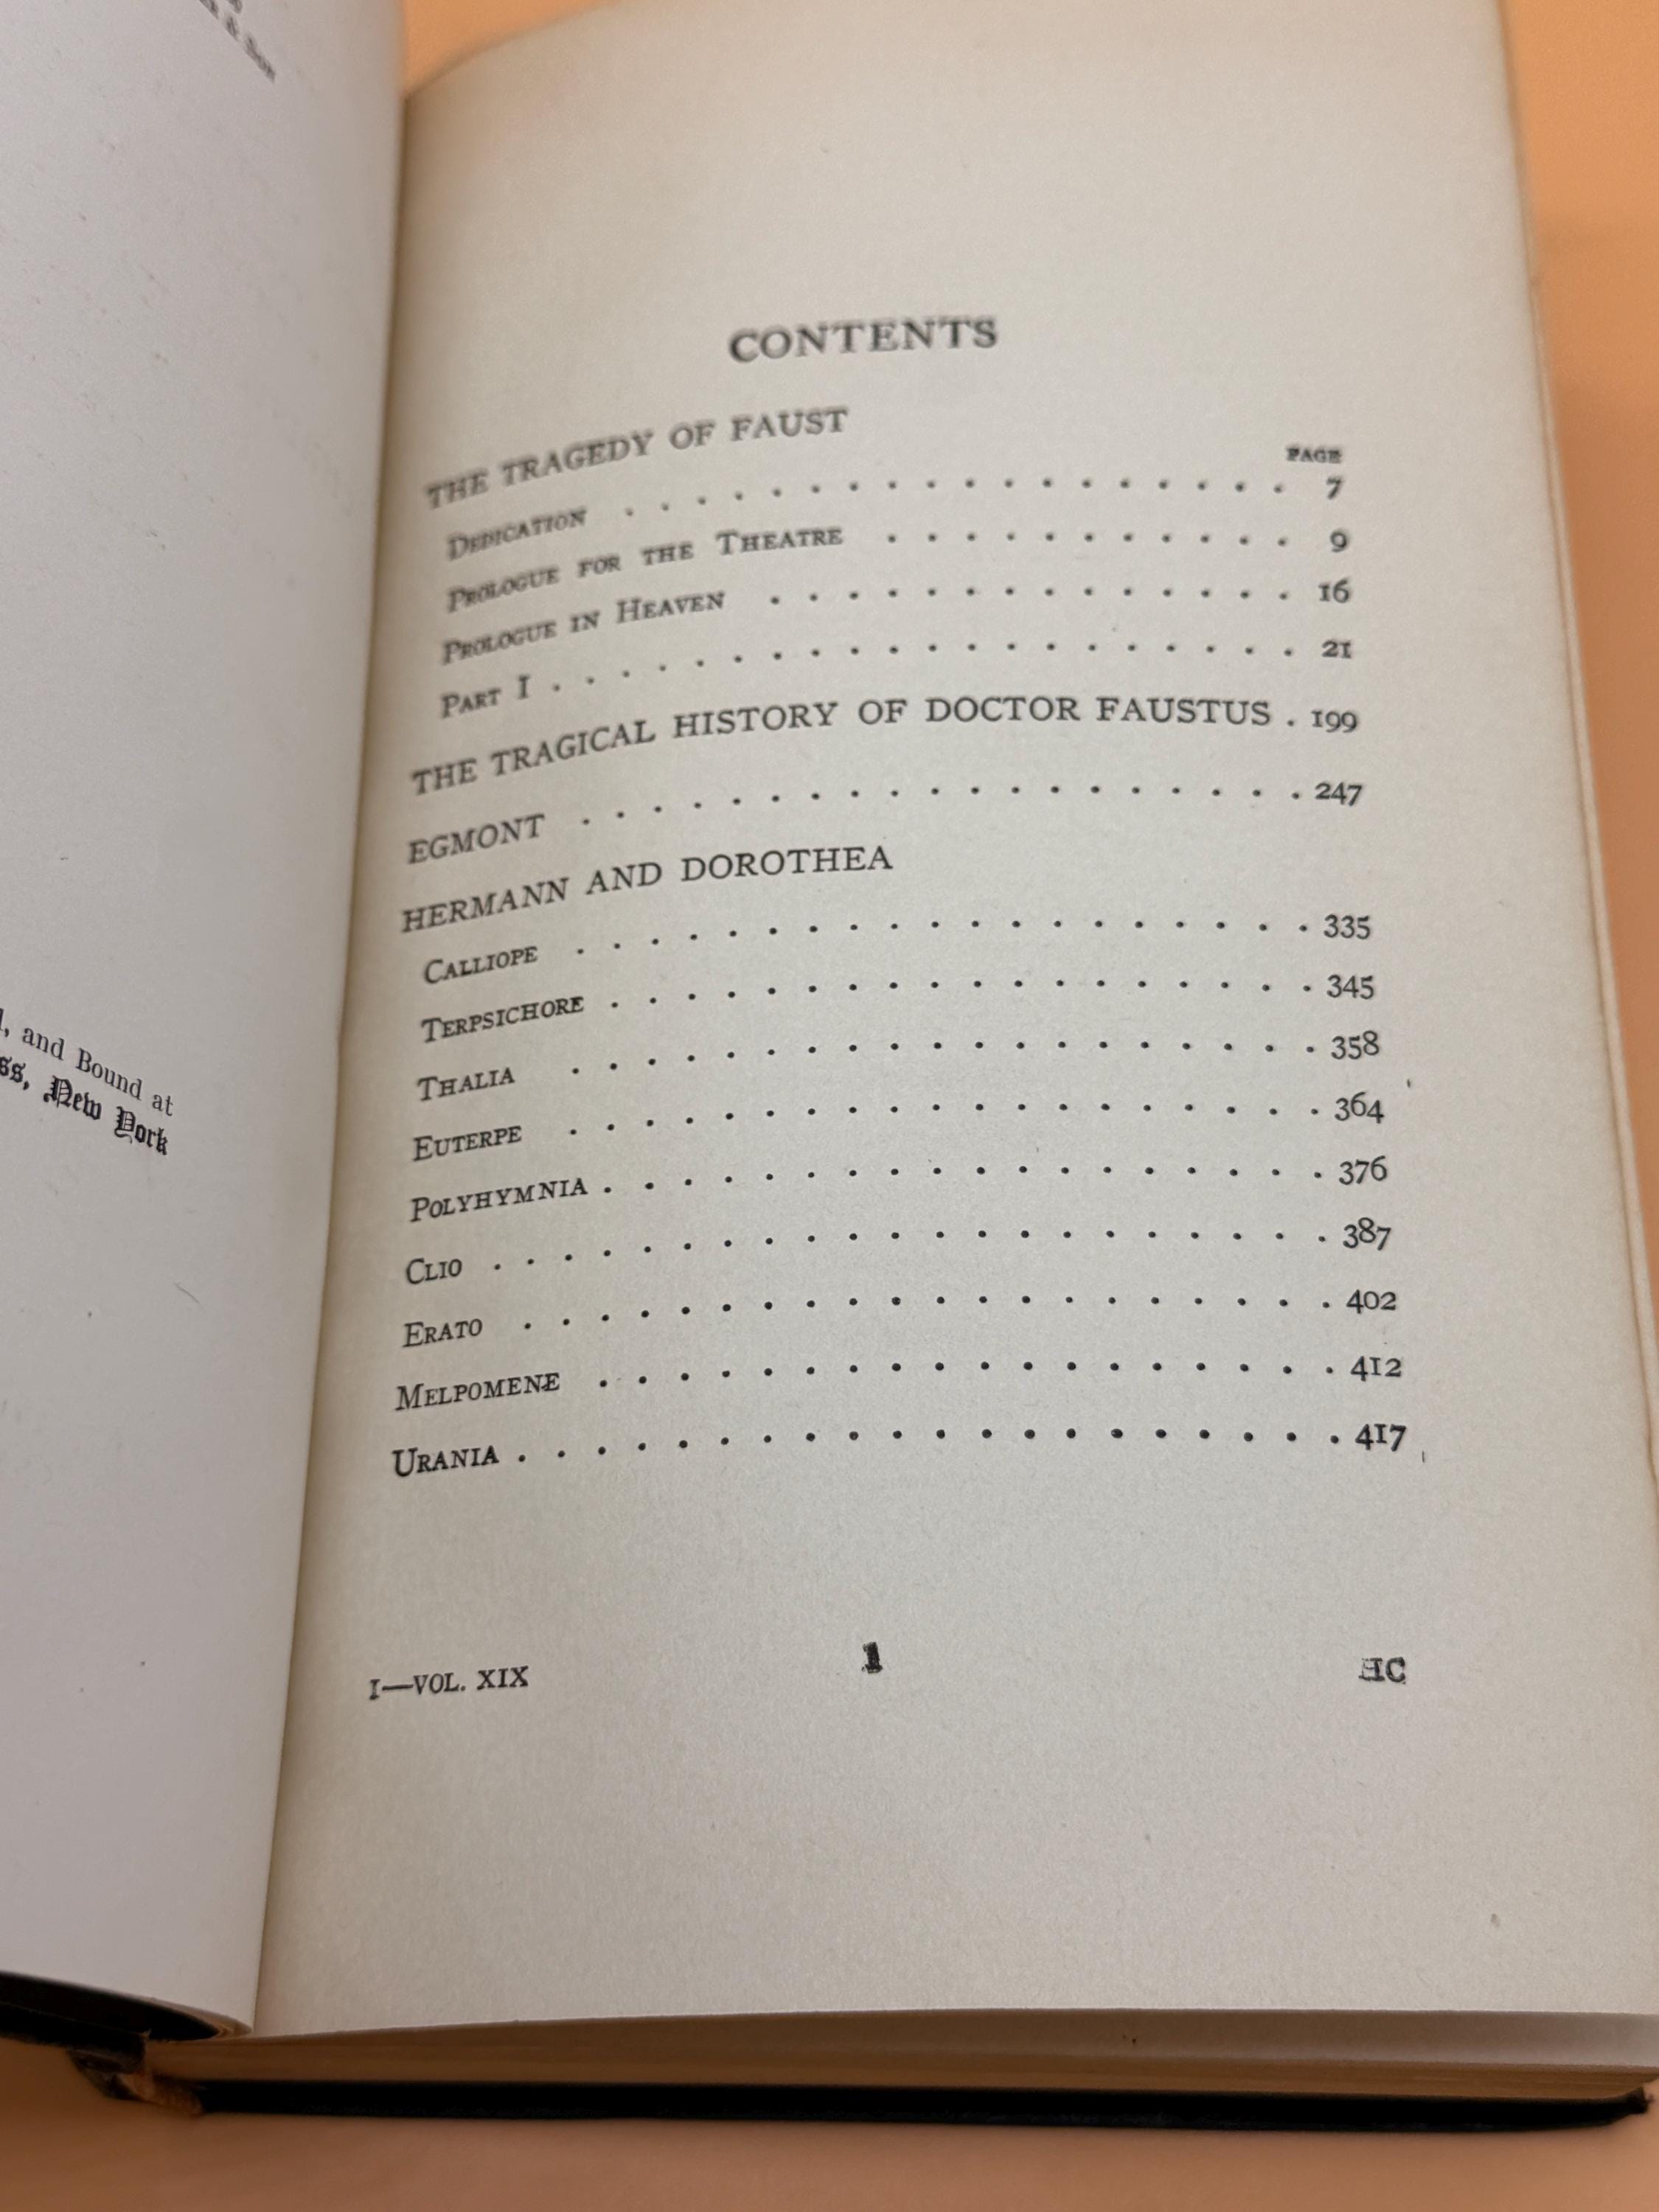 , and Bound at
ss, New York
CONTENTS
THE TRAGEDY OF FAUST
PAGE
DEDICATION . . . . . . . . . . . . . . . . . . 7
PROLOGUE FOR THE THEATRE . . . . . . . . . . . 9
PROLOGUE IN HEAVEN . . . . . . . . . . . . . . 16
PART I . . . . . . . . . . . . . . . . . . . . 21
THE TRAGICAL HISTORY OF DOCTOR FAUSTUS . 199
EGMONT . . . . . . . . . . . . . . . . . . . 247
HERMANN AND DOROTHEA
CALLIOPE . . . . . . . . . . . . . . . . . . . 335
TERPSICHORE . . . . . . . . . . . . . . . . . . 345
THALIA . . . . . . . . . . . . . . . . . . . 358
EUTERPE . . . . . . . . . . . . . . . . . . . 364
POLYHYMNIA . . . . . . . . . . . . . . . . . . 376
CLIO . . . . . . . . . . . . . . . . . . . . . 387
ERATO . . . . . . . . . . . . . . . . . . . . 402
MELPOMENE . . . . . . . . . . . . . . . . . . 412
URANIA . . . . . . . . . . . . . . . . . . . . 417
I—VOL. XIX 1 HC